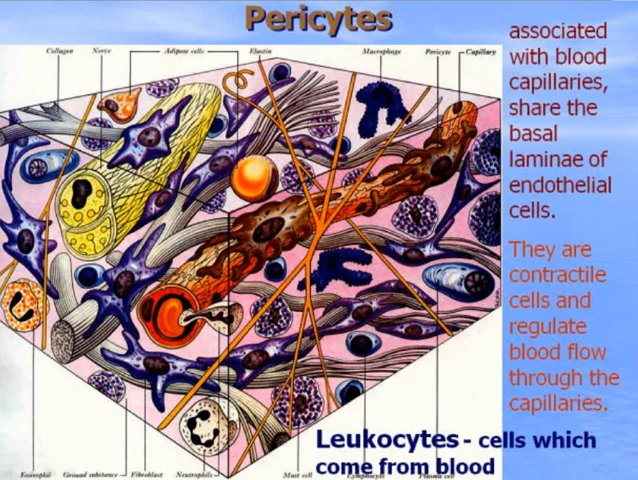 Pericytes
Collagen Nerve Adipose cells Elastin Macrophage Pericyte Capillary
associated
with blood
capillaries,
share the
basal
laminae of
endothelial
cells.
They are
contractile
cells and
regulate
blood flow
through the
capillaries.
Eosinophil Ground substance Fibroblast Neutrophils Mast cell Lymphocyte Plasma cell
Leukocytes - cells which
come from blood